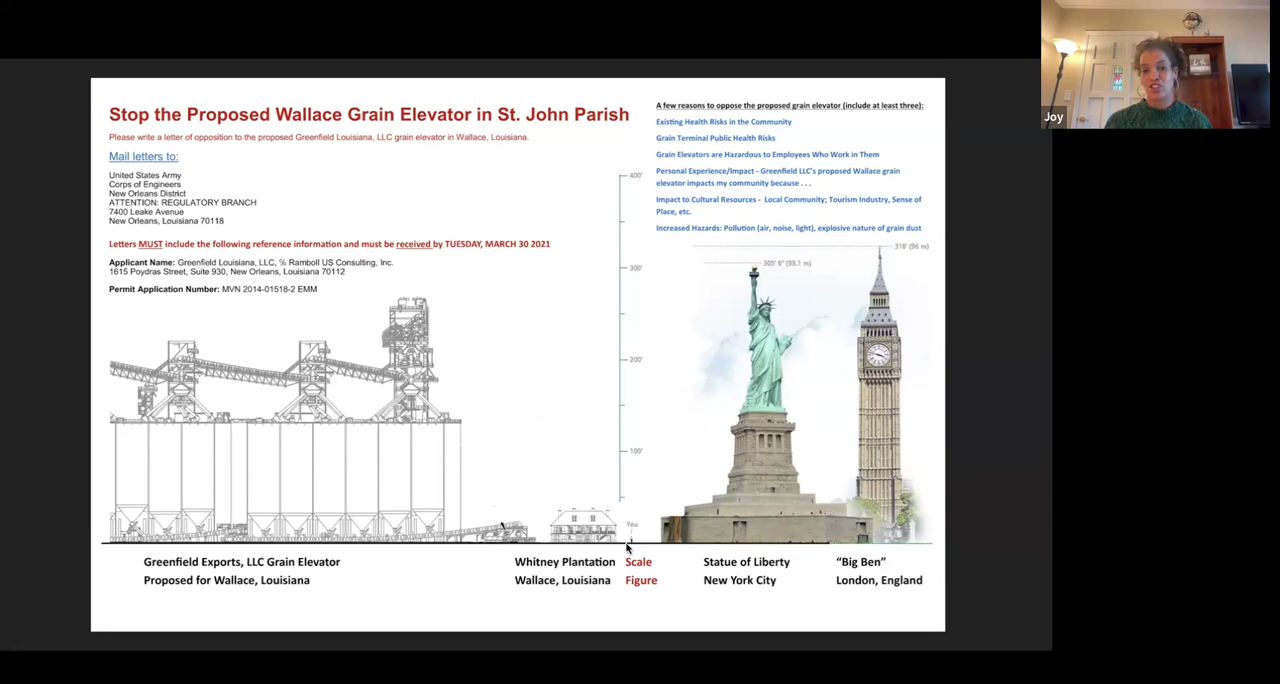 Stop the Proposed Wallace Grain Elevator in St. John Parish
Please write a letter of opposition to the proposed Greenfield Louisiana, LLC grain elevator in Wallace, Louisiana.
Mail letters to:
United States Army
Corps of Engineers
New Orleans District
ATTENTION: REGULATORY BRANCH
7400 Leake Avenue
New Orleans, Louisiana 70118
Letters MUST include the following reference information and must be received by TUESDAY, MARCH 30 2021
Applicant Name: Greenfield Louisiana, LLC, ℅ Ramboll US Consulting, Inc.
1615 Poydras Street, Suite 930, New Orleans, Louisiana 70112
Permit Application Number: MVN 2014-01518-2 EMM
A few reasons to oppose the proposed grain elevator (include at least three):
Existing Health Risks in the Community
Grain Terminal Public Health Risks
Grain Elevators are Hazardous to Employees Who Work in Them
Personal Experience/Impact - Greenfield LLC's proposed Wallace grain
elevator impacts my community because . . .
Impact to Cultural Resources - Local Community; Tourism Industry, Sense of
Place, etc.
Increased Hazards: Pollution (air, noise, light), explosive nature of grain dust
400'
300'
200'
100'
You
305' 6" (93.1 m)
316' (96 m)
Greenfield Exports, LLC Grain Elevator
Proposed for Wallace, Louisiana
Whitney Plantation
Wallace, Louisiana
Scale
Figure
Statue of Liberty
New York City
“Big Ben”
London, England
Joy